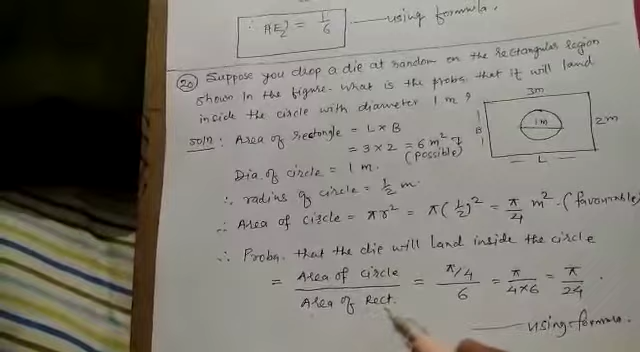 ∴ P(E₂) = 1/6 —— using formula.
(20) Suppose you drop a die at random on the rectangular region
shown in the figure. What is the proba. that it will land
inside the circle with diameter 1 m?
3m
1m
2m
B
L
Soln: Area of rectangle = L × B
= 3 × 2 = 6 m²
(possible)
Dia of circle = 1 m.
∴ radius of circle = 1/2 m.
∴ Area of circle = πr² = π(1/2)² = π/4 m². (favourable)
∴ Proba. that the die will land inside the circle
= Area of circle / Area of Rect. = π/4 / 6 = π / 4×6 = π/24.
—— using formula.